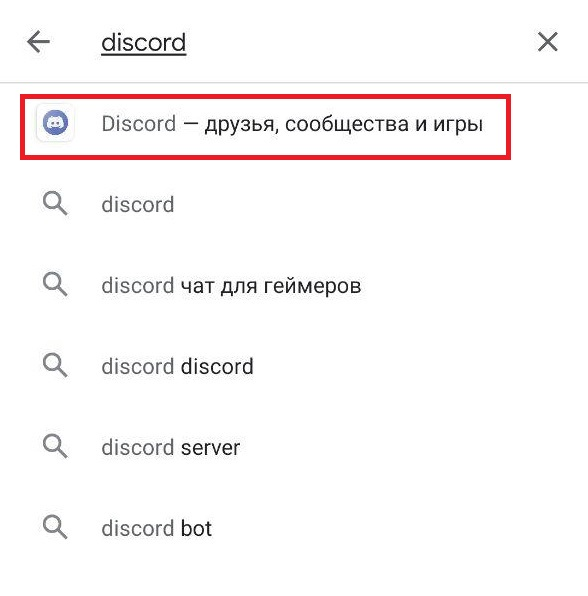 discord
Discord — друзья, сообщества и игры
discord
discord чат для геймеров
discord discord
discord server
discord bot